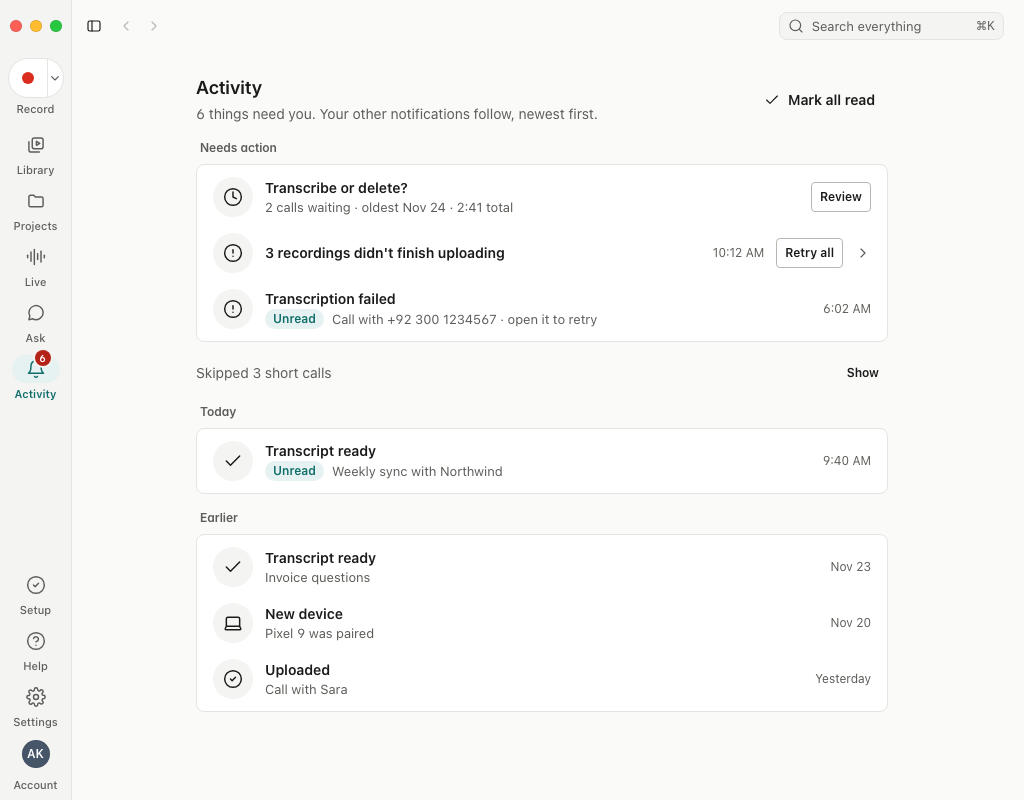 Search everything
⌘K
Record
Library
Projects
Live
Ask
6
Activity
Setup
Help
Settings
AK
Account
Activity
6 things need you. Your other notifications follow, newest first.
Mark all read
Needs action
Transcribe or delete?
2 calls waiting · oldest Nov 24 · 2:41 total
Review
3 recordings didn't finish uploading
10:12 AM
Retry all
Transcription failed
Unread Call with +92 300 1234567 · open it to retry
6:02 AM
Skipped 3 short calls
Show
Today
Transcript ready
Unread Weekly sync with Northwind
9:40 AM
Earlier
Transcript ready
Invoice questions
Nov 23
New device
Pixel 9 was paired
Nov 20
Uploaded
Call with Sara
Yesterday